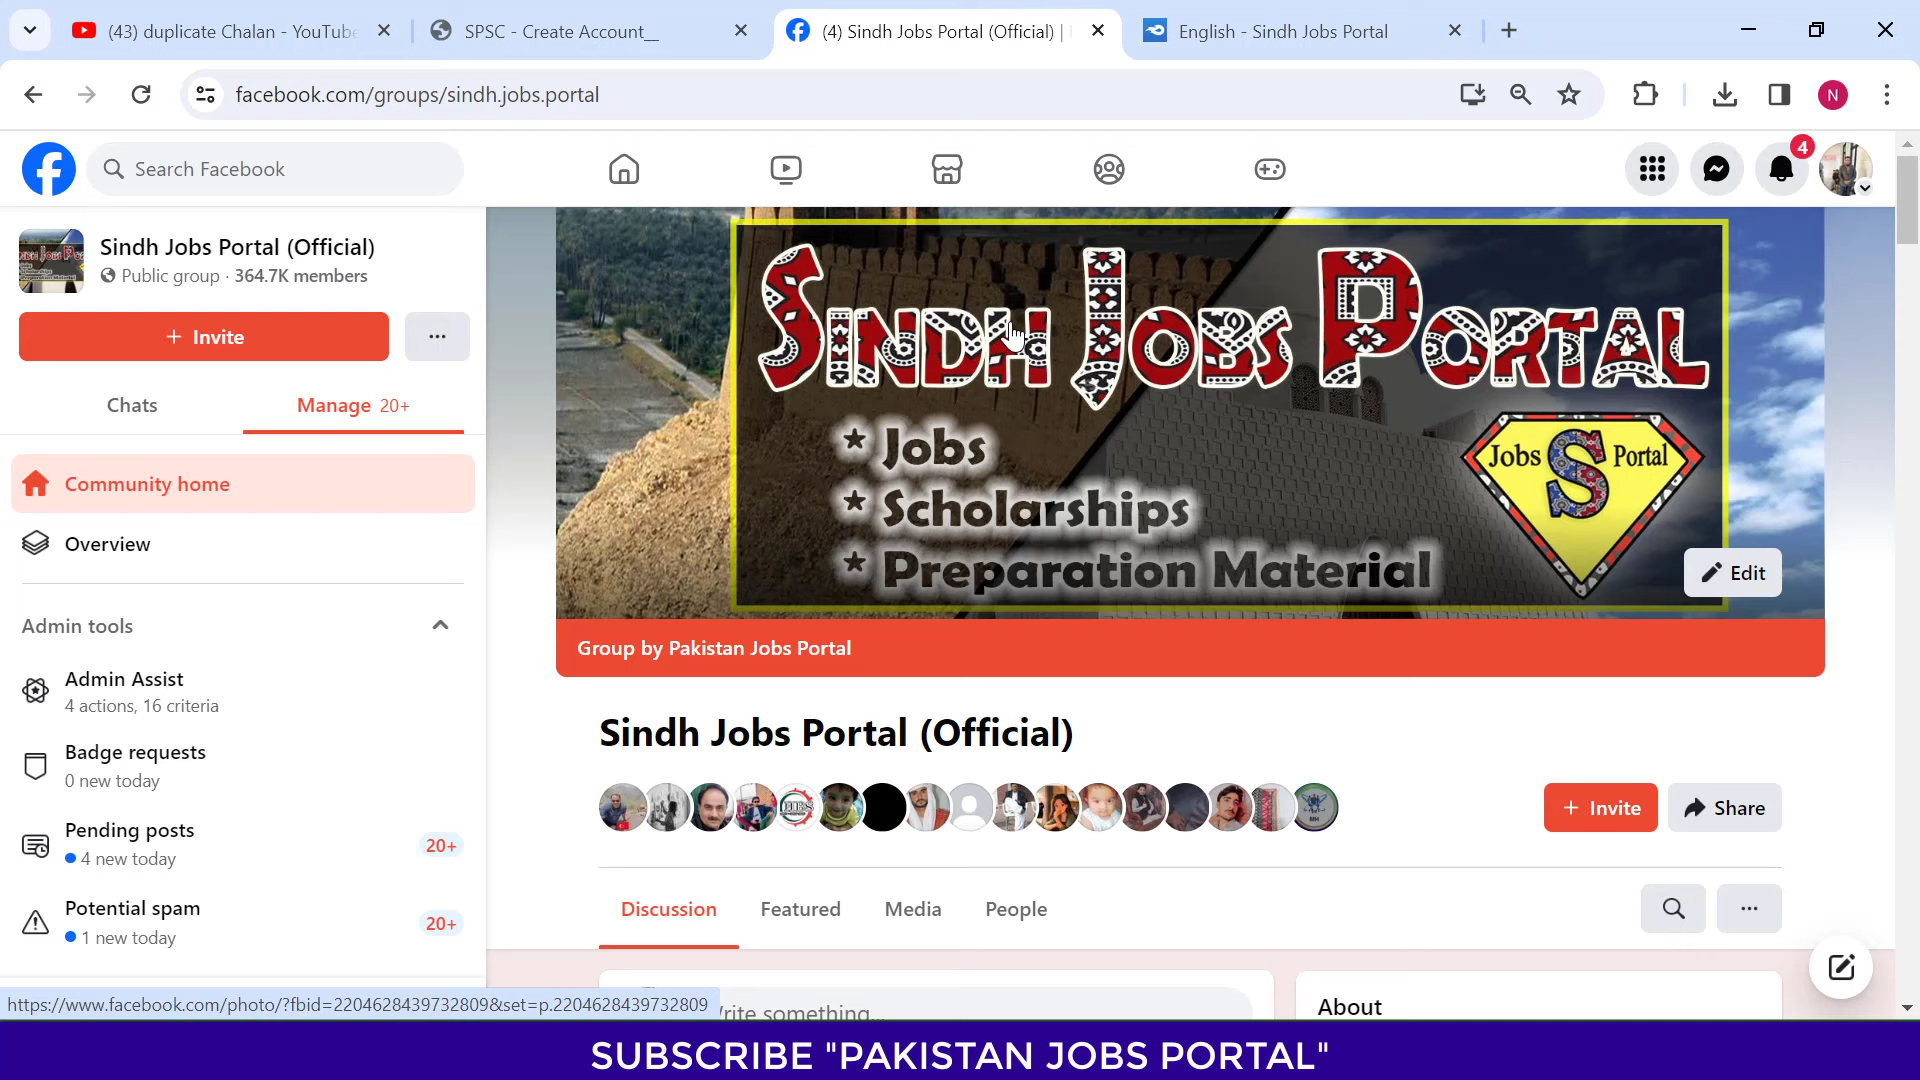 (43) duplicate Chalan - YouTube
SPSC - Create Account__
(4) Sindh Jobs Portal (Official) |
English - Sindh Jobs Portal
facebook.com/groups/sindh.jobs.portal
N
Search Facebook
4
Sindh Jobs Portal (Official)
Public group · 364.7K members
+ Invite
Chats
Manage 20+
Community home
Overview
Admin tools
Admin Assist
4 actions, 16 criteria
Badge requests
0 new today
Pending posts
4 new today
20+
Potential spam
1 new today
20+
https://www.facebook.com/photo/?fbid=2204628439732809&set=p.2204628439732809
SINDH JOBS PORTAL
* Jobs
* Scholarships
* Preparation Material
Jobs S Portal
Edit
Group by Pakistan Jobs Portal
Sindh Jobs Portal (Official)
+ Invite
Share
Discussion
Featured
Media
People
Write something...
About
SUBSCRIBE "PAKISTAN JOBS PORTAL"